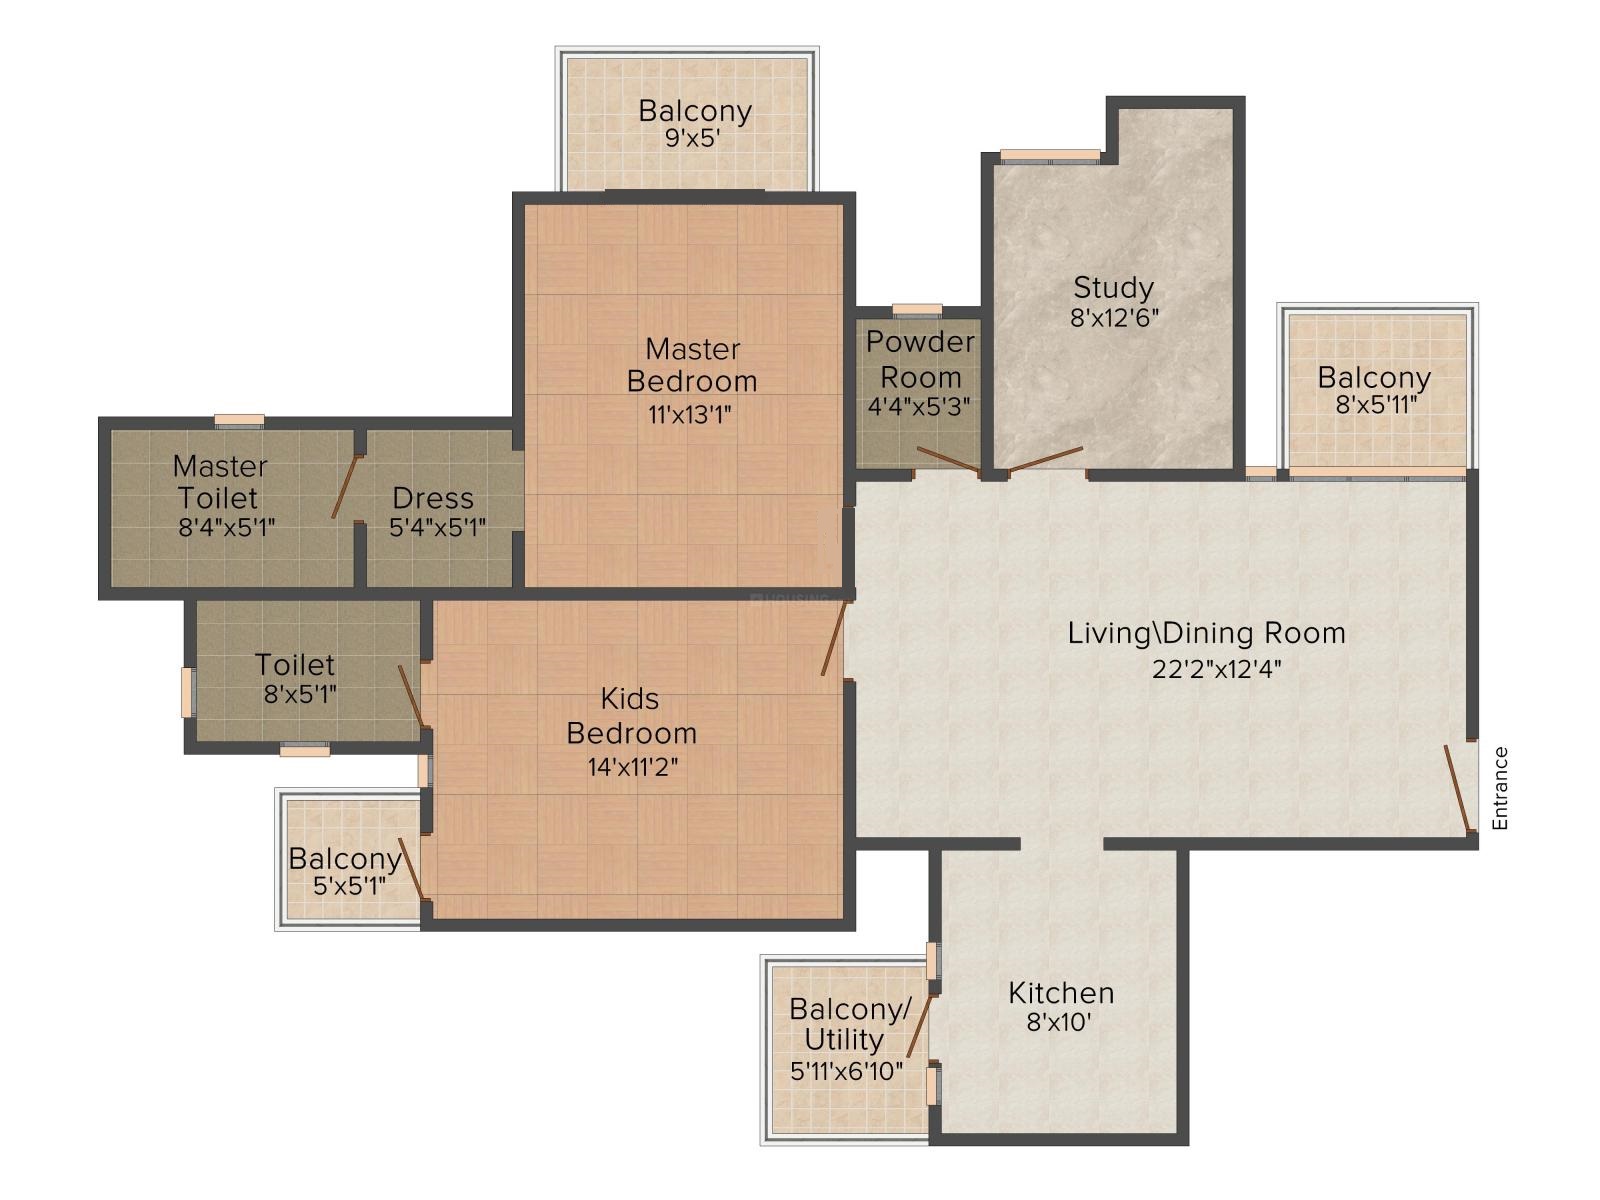 Balcony
9'x5'
Study
8'x12'6"
Master
Bedroom
11'x13'1"
Powder
Room
4'4"x5'3"
Balcony
8'x5'11"
Master
Toilet
8'4"x5'1"
Dress
5'4"x5'1"
HOUSING
Living\Dining Room
22'2"x12'4"
Toilet
8'x5'1"
Kids
Bedroom
14'x11'2"
Entrance
Balcony
5'x5'1"
Kitchen
8'x10'
Balcony/
Utility
5'11'x6'10"